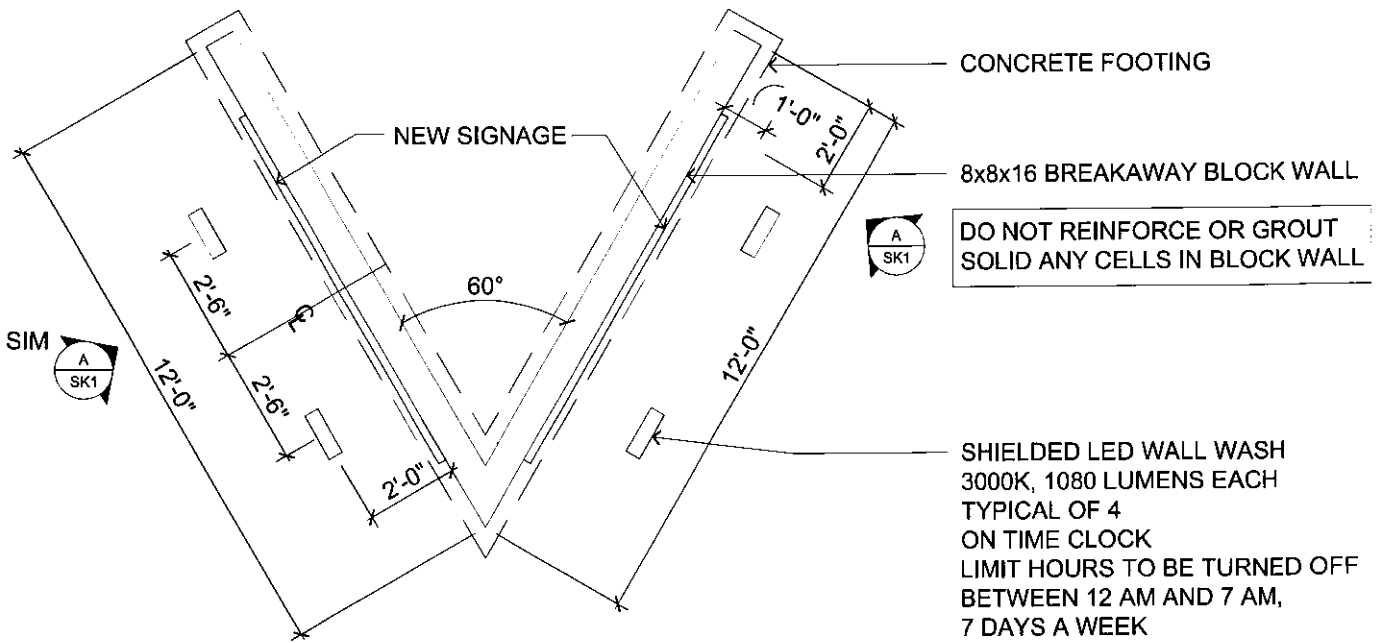 CONCRETE FOOTING
1'-0"
2'-0"
NEW SIGNAGE
8x8x16 BREAKAWAY BLOCK WALL
A
SK1
DO NOT REINFORCE OR GROUT
SOLID ANY CELLS IN BLOCK WALL
60°
2'-6"
CL
SIM
A
SK1
12'-0"
2'-6"
12'-0"
2'-0"
SHIELDED LED WALL WASH
3000K, 1080 LUMENS EACH
TYPICAL OF 4
ON TIME CLOCK
LIMIT HOURS TO BE TURNED OFF
BETWEEN 12 AM AND 7 AM,
7 DAYS A WEEK